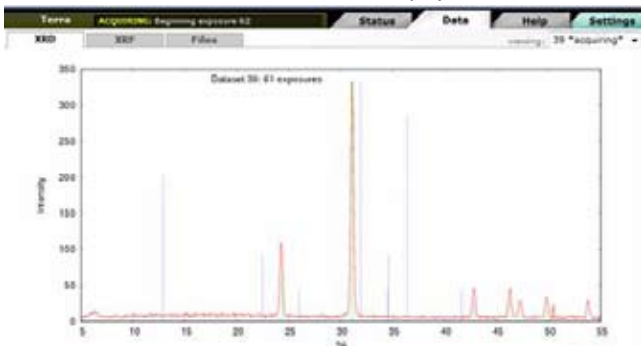 Terra ACQUIRING: Beginning exposure 62 Status Data Help Settings
XRD XRF Files viewing: 39 *acquiring*
Dataset 39: 61 exposures
350
300
250
200
150
100
50
0
Intensity
5 10 15 20 25 30 35 40 45 50 55
2θ